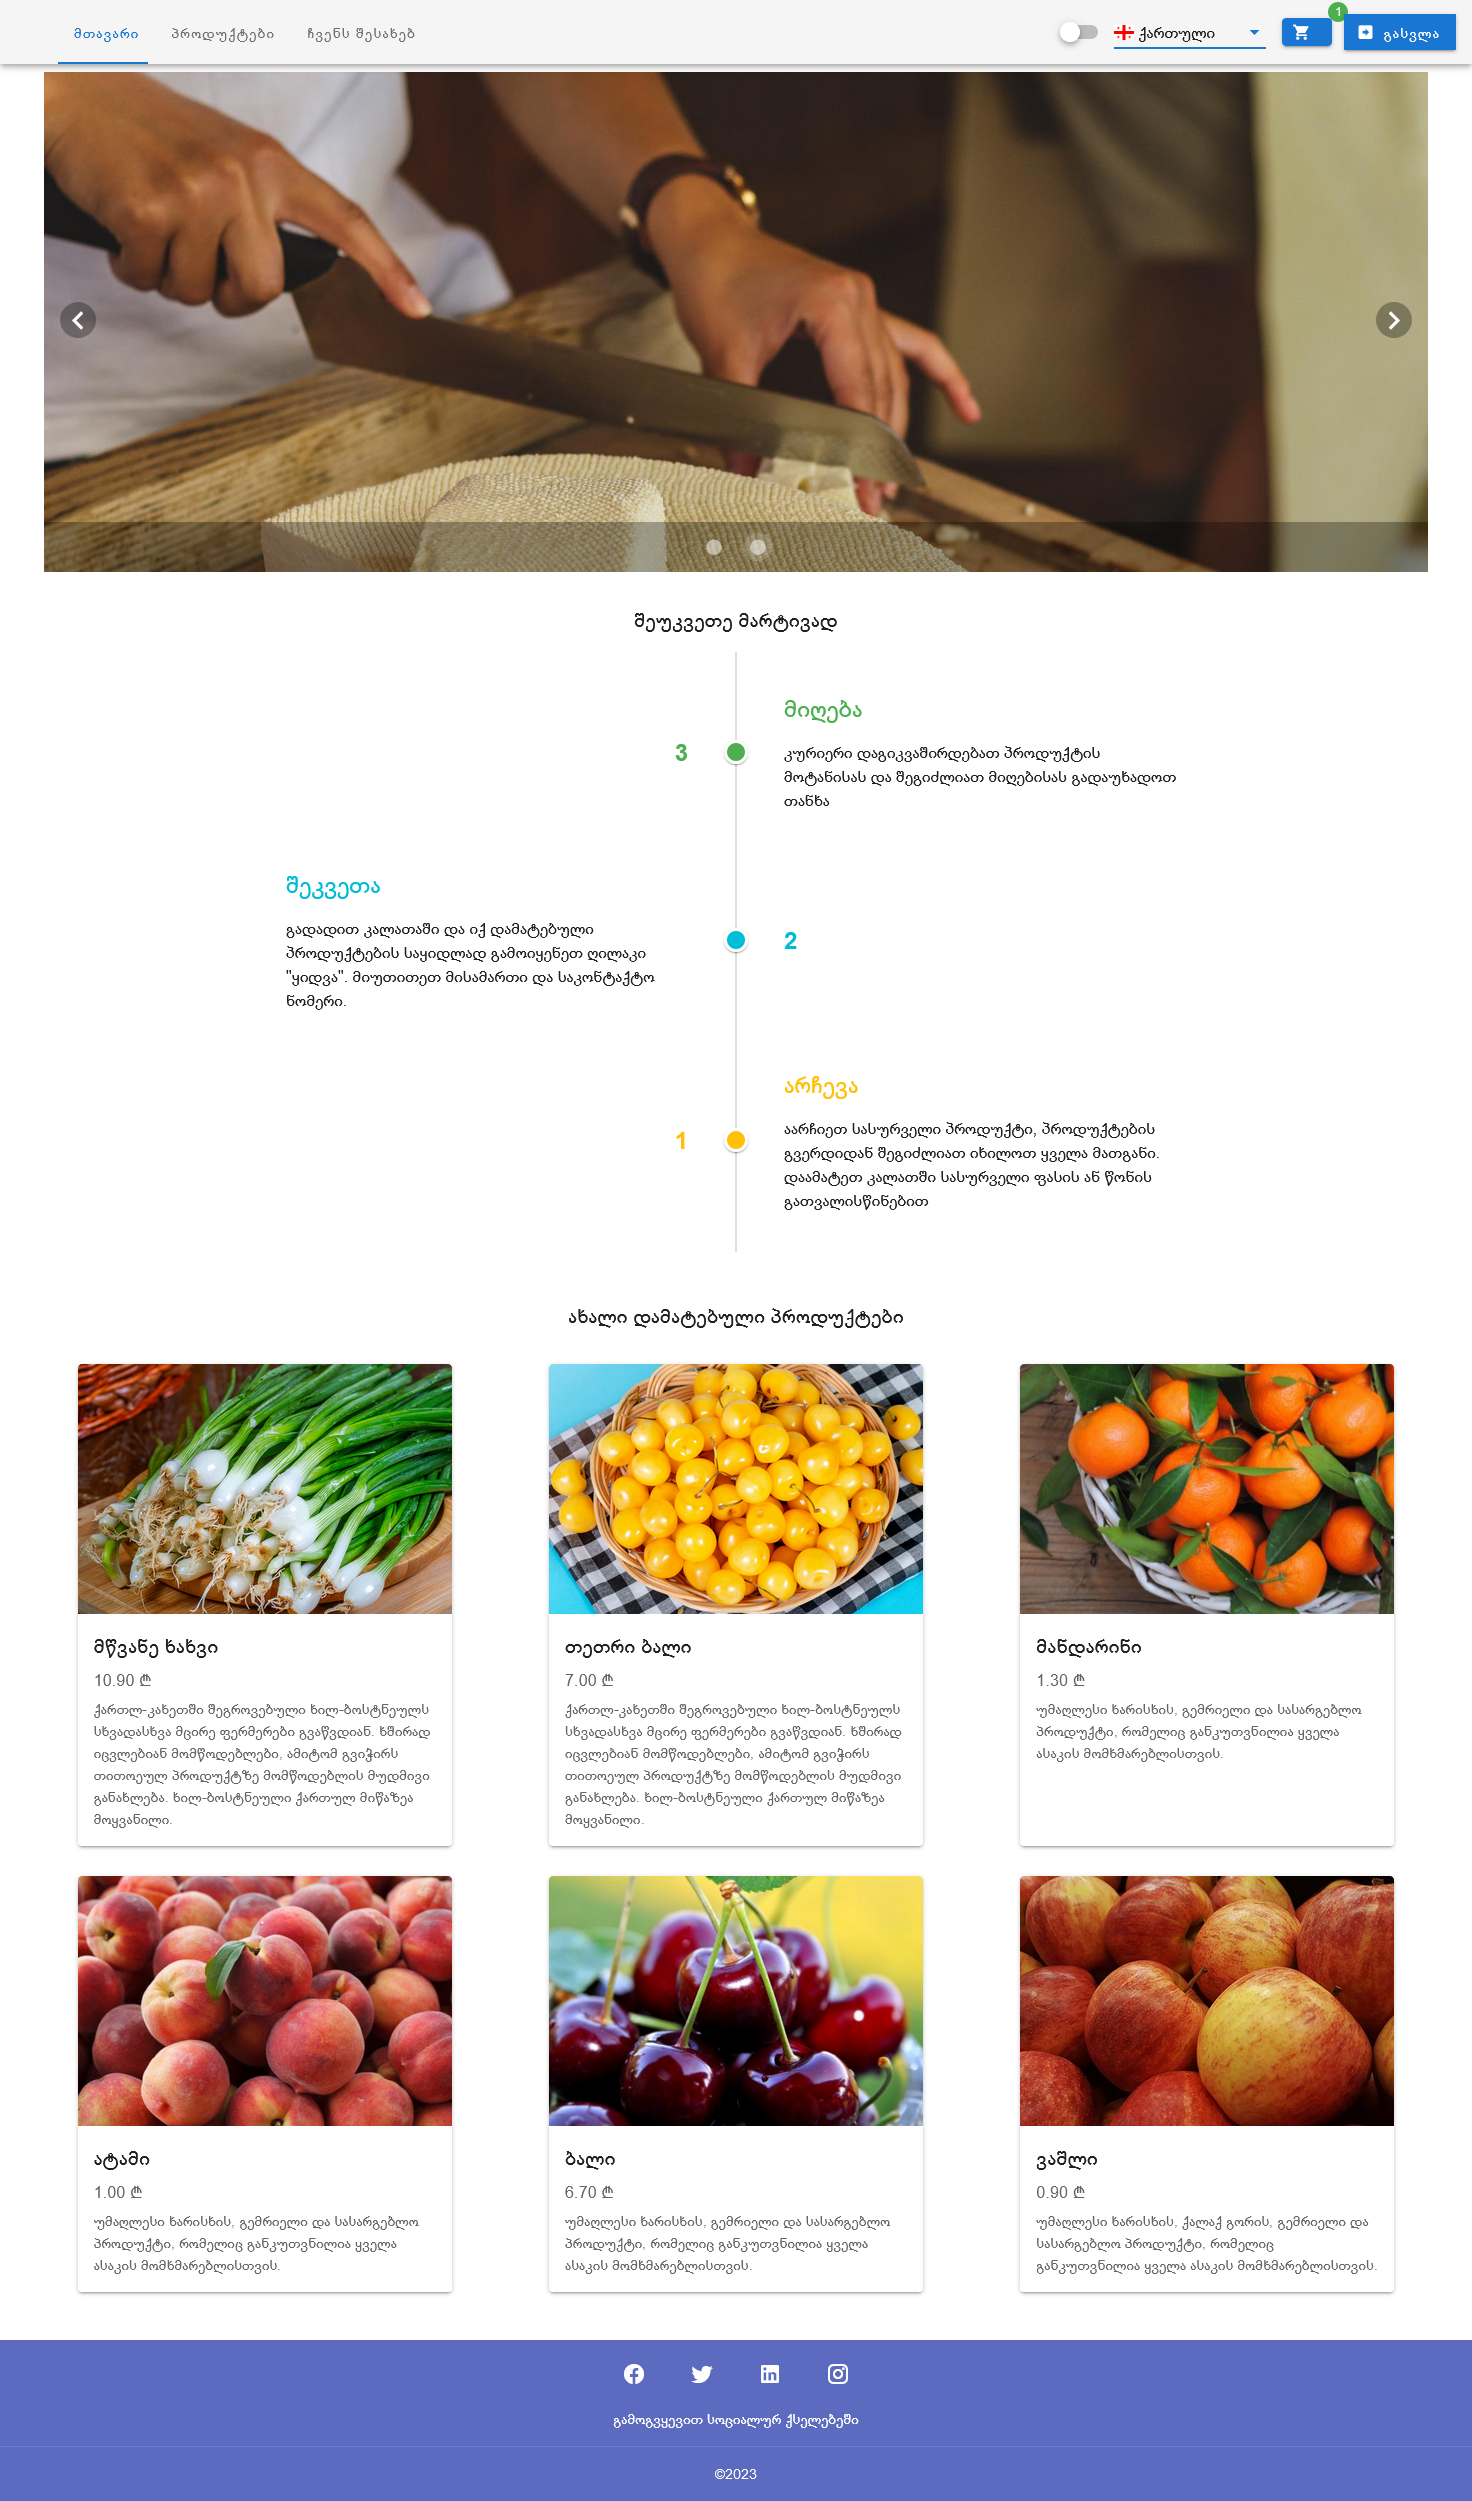 მთავარი პროდუქტები ჩვენს შესახებ ქართული 1 გასვლა
შეუკვეთე მარტივად
მიღება
3
კურიერი დაგიკვაშირდებათ პროდუქტის
მოტანისას და შეგიძლიათ მიღებისას გადაუხადოთ
თანხა
შეკვეთა
გადადით კალათაში და იქ დამატებული
პროდუქტების საყიდლად გამოიყენეთ ღილაკი
"ყიდვა". მიუთითეთ მისამართი და საკონტაქტო
ნომერი.
2
არჩევა
1
აარჩიეთ სასურველი პროდუქტი, პროდუქტების
გვერდიდან შეგიძლიათ იხილოთ ყველა მათგანი.
დაამატეთ კალათში სასურველი ფასის ან წონის
გათვალისწინებით
ახალი დამატებული პროდუქტები
მწვანე ხახვი
10.90 ₾
ქართლ-კახეთში შეგროვებული ხილ-ბოსტნეულს
სხვადასხვა მცირე ფერმერები გვაწვდიან. ხშირად
იცვლებიან მომწოდებლები, ამიტომ გვიჭირს
თითოეულ პროდუქტზე მომწოდებლის მუდმივი
განახლება. ხილ-ბოსტნეული ქართულ მიწაზეა
მოყვანილი.
თეთრი ბალი
7.00 ₾
ქართლ-კახეთში შეგროვებული ხილ-ბოსტნეულს
სხვადასხვა მცირე ფერმერები გვაწვდიან. ხშირად
იცვლებიან მომწოდებლები, ამიტომ გვიჭირს
თითოეულ პროდუქტზე მომწოდებლის მუდმივი
განახლება. ხილ-ბოსტნეული ქართულ მიწაზეა
მოყვანილი.
მანდარინი
1.30 ₾
უმაღლესი ხარისხის, გემრიელი და სასარგებლო
პროდუქტი, რომელიც განკუთვნილია ყველა
ასაკის მომხმარებლისთვის.
ატამი
1.00 ₾
უმაღლესი ხარისხის, გემრიელი და სასარგებლო
პროდუქტი, რომელიც განკუთვნილია ყველა
ასაკის მომხმარებლისთვის.
ბალი
6.70 ₾
უმაღლესი ხარისხის, გემრიელი და სასარგებლო
პროდუქტი, რომელიც განკუთვნილია ყველა
ასაკის მომხმარებლისთვის.
ვაშლი
0.90 ₾
უმაღლესი ხარისხის, ქალაქ გორის, გემრიელი და
სასარგებლო პროდუქტი, რომელიც
განკუთვნილია ყველა ასაკის მომხმარებლისთვის.
გამოგვყევით სოციალურ ქსელებეში
©2023